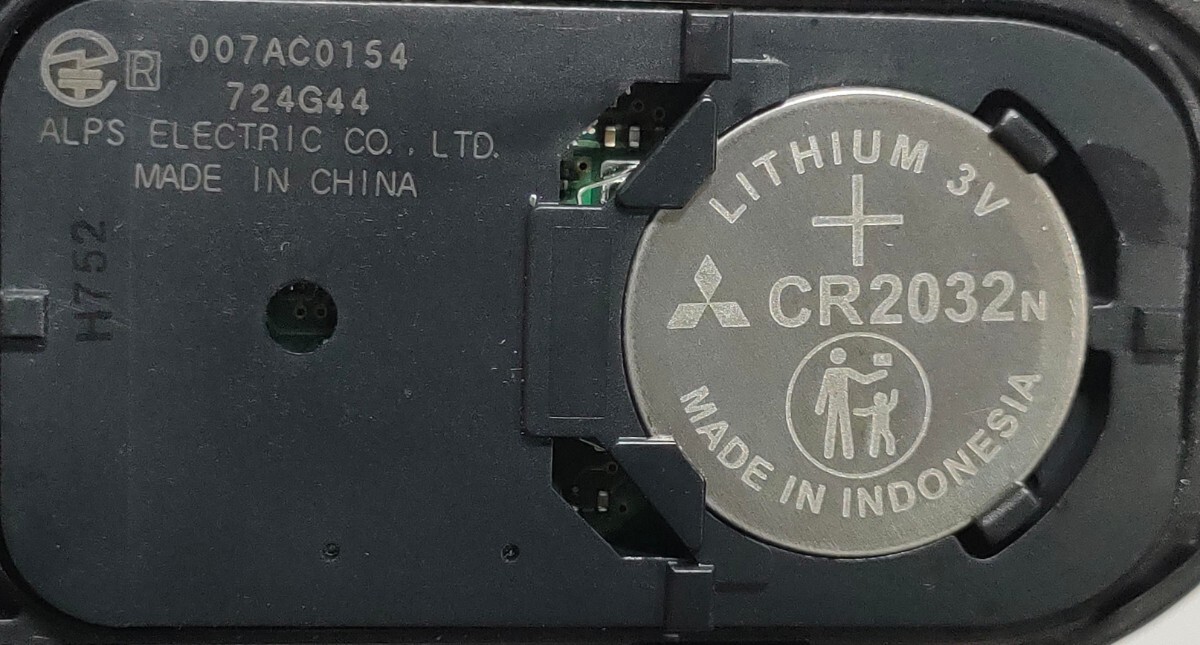 R 007AC0154
724G44
ALPS ELECTRIC CO., LTD.
MADE IN CHINA
H752
LITHIUM 3V
+
CR2032N
MADE IN INDONESIA